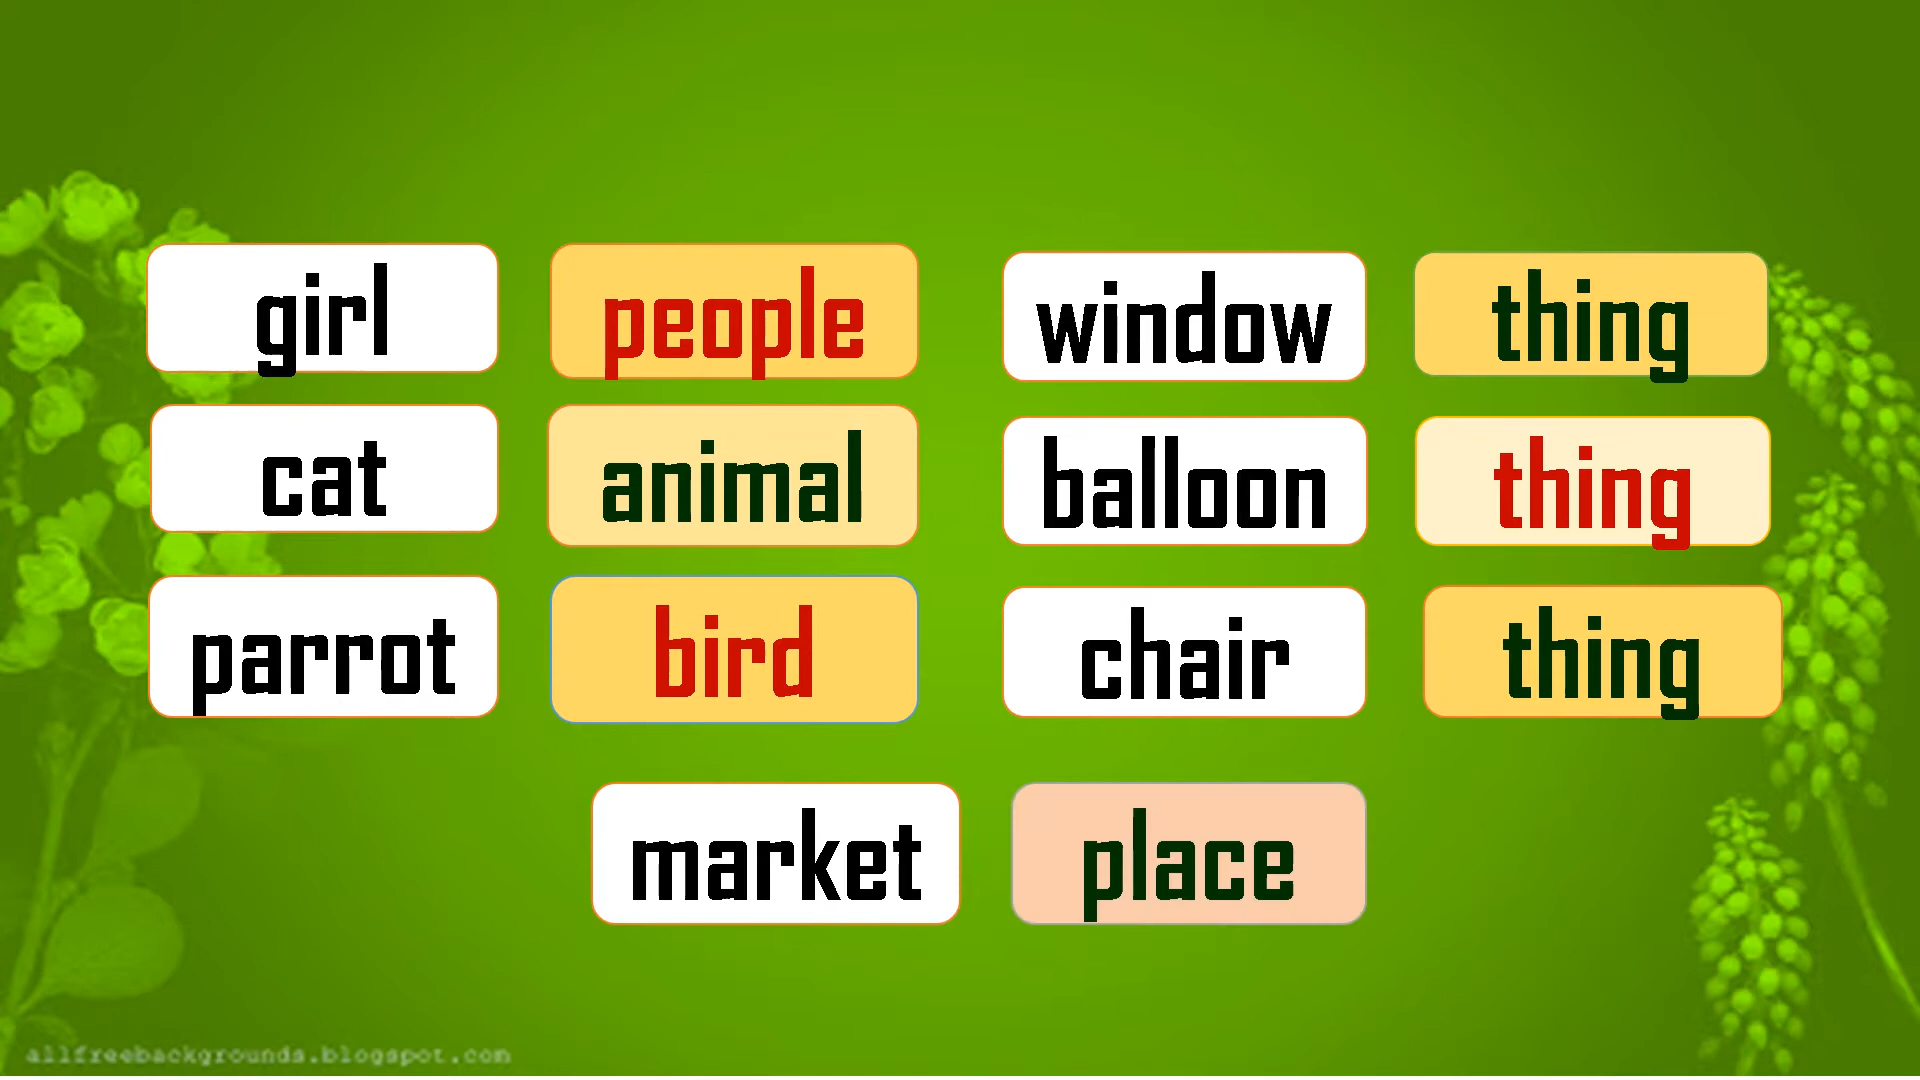 girl people window thing
cat animal balloon thing
parrot bird chair thing
market place
allfreebackgrounds.blogspot.com